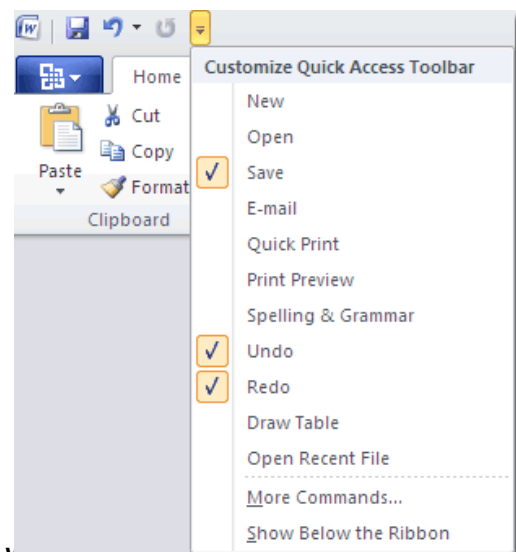 W
Home
Customize Quick Access Toolbar
New
Cut
Open
Copy
Save
Paste
Format
E-mail
Clipboard
Quick Print
Print Preview
Spelling & Grammar
Undo
Redo
Draw Table
Open Recent File
More Commands...
Show Below the Ribbon